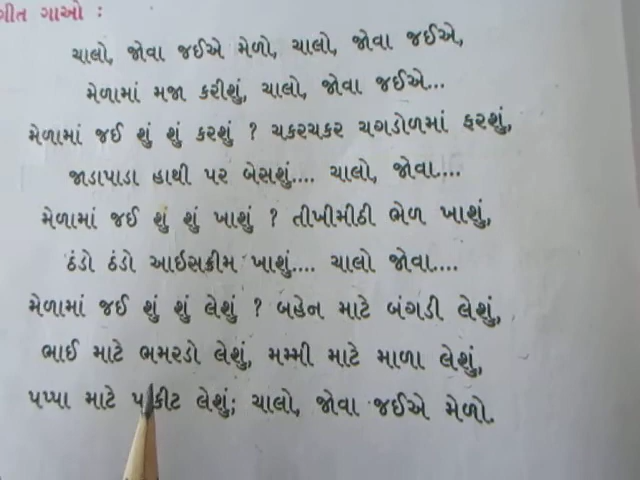 ગીત ગાઓ :
ચાલો, જોવા જઈએ મેળો, ચાલો, જોવા જઈએ,
મેળામાં મજા કરીશું, ચાલો, જોવા જઈએ...
મેળામાં જઈ શું શું કરશું ? ચકરચકર ચગડોળમાં ફરશું,
જાડાપાડા હાથી પર બેસશું.... ચાલો, જોવા....
મેળામાં જઈ શું શું ખાશું ? તીખીમીઠી ભેળ ખાશું,
ઠંડો ઠંડો આઇસક્રીમ ખાશું.... ચાલો જોવા....
મેળામાં જઈ શું શું લેશું ? બહેન માટે બંગડી લેશું,
ભાઈ માટે ભમરડો લેશું, મમ્મી માટે માળા લેશું,
પપ્પા માટે લેશું; ચાલો, જોવા જઈએ મેળો.